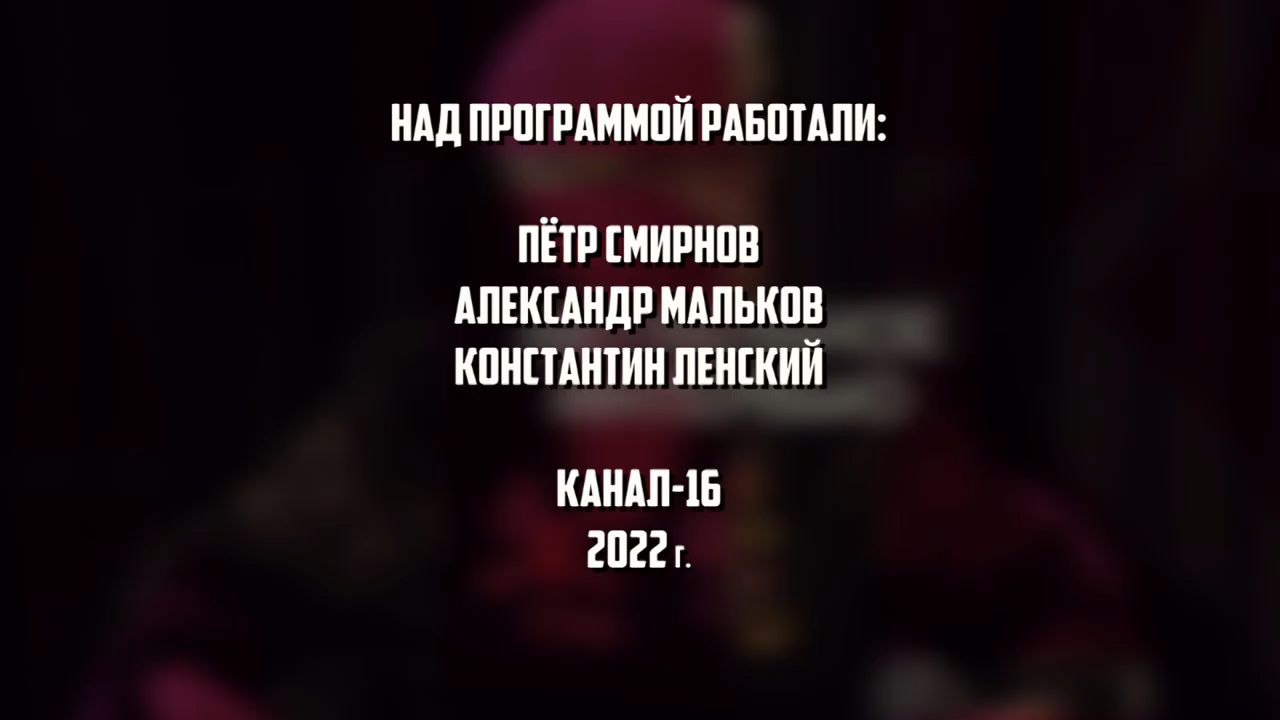 НАД ПРОГРАММОЙ РАБОТАЛИ:
ПЁТР СМИРНОВ
АЛЕКСАНДР МАЛЬКОВ
КОНСТАНТИН ЛЕНСКИЙ
КАНАЛ-16
2022 г.